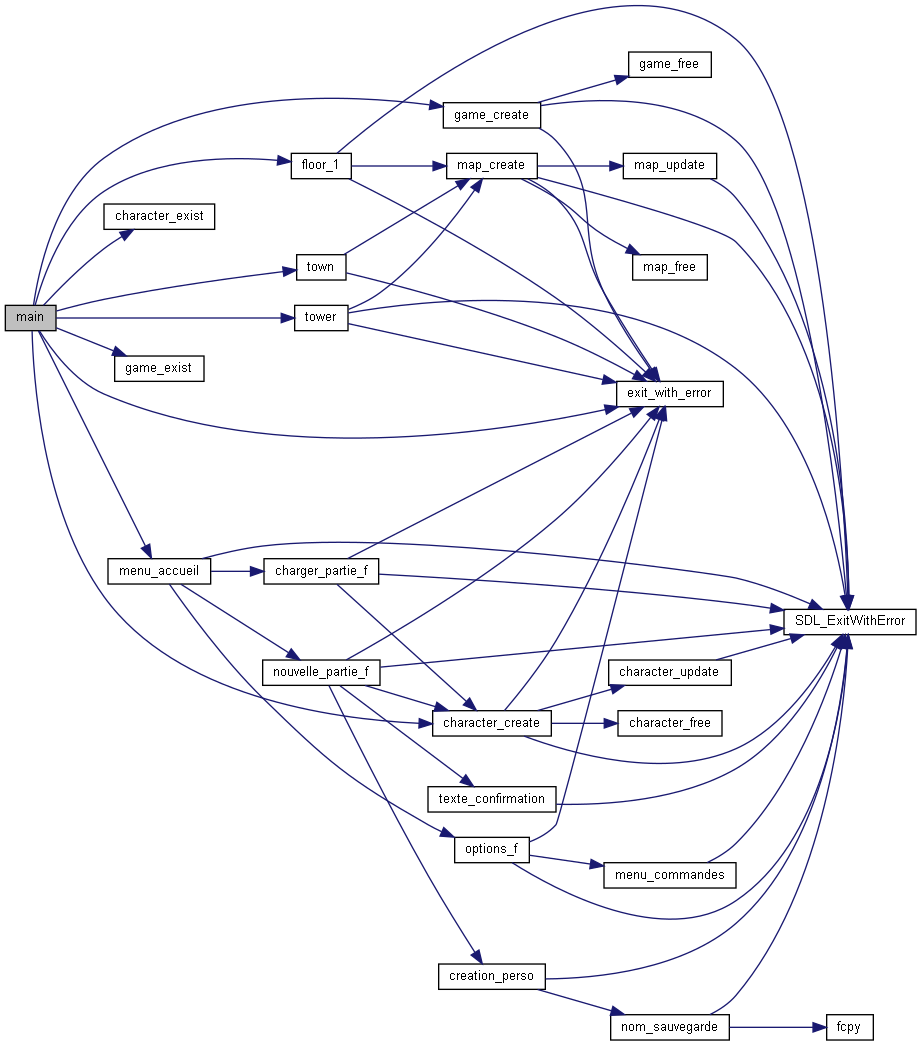 game_free
game_create
floor_1
map_create
map_update
character_exist
town
map_free
main
tower
game_exist
exit_with_error
menu_accueil
charger_partie_f
SDL_ExitWithError
nouvelle_partie_f
character_update
character_create
character_free
texte_confirmation
options_f
menu_commandes
creation_perso
nom_sauvegarde
fcpy